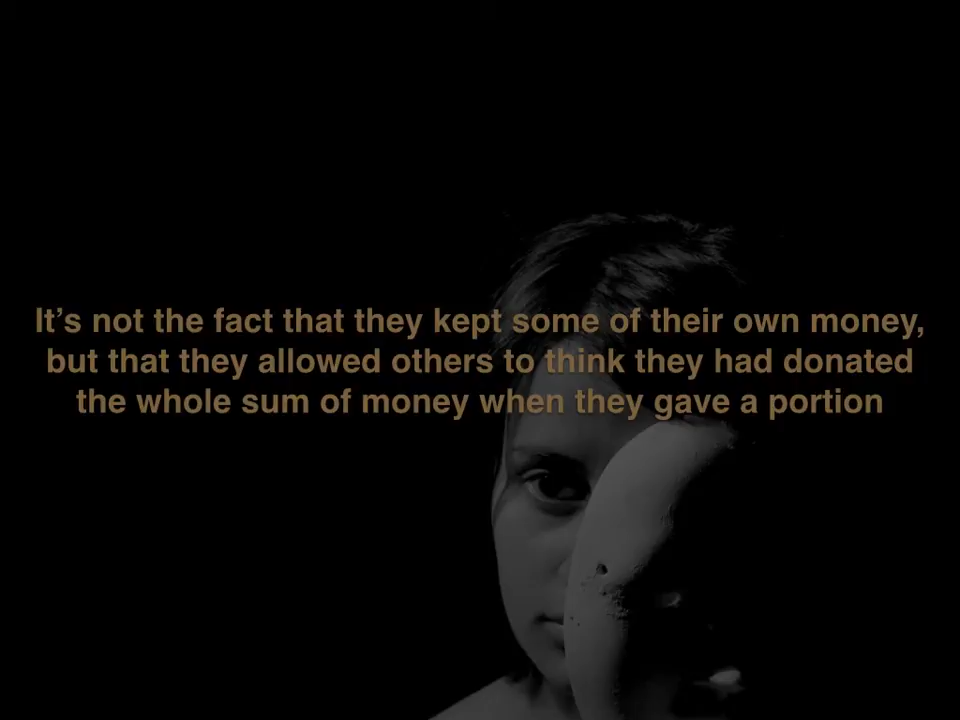 It’s not the fact that they kept some of their own money,
but that they allowed others to think they had donated
the whole sum of money when they gave a portion